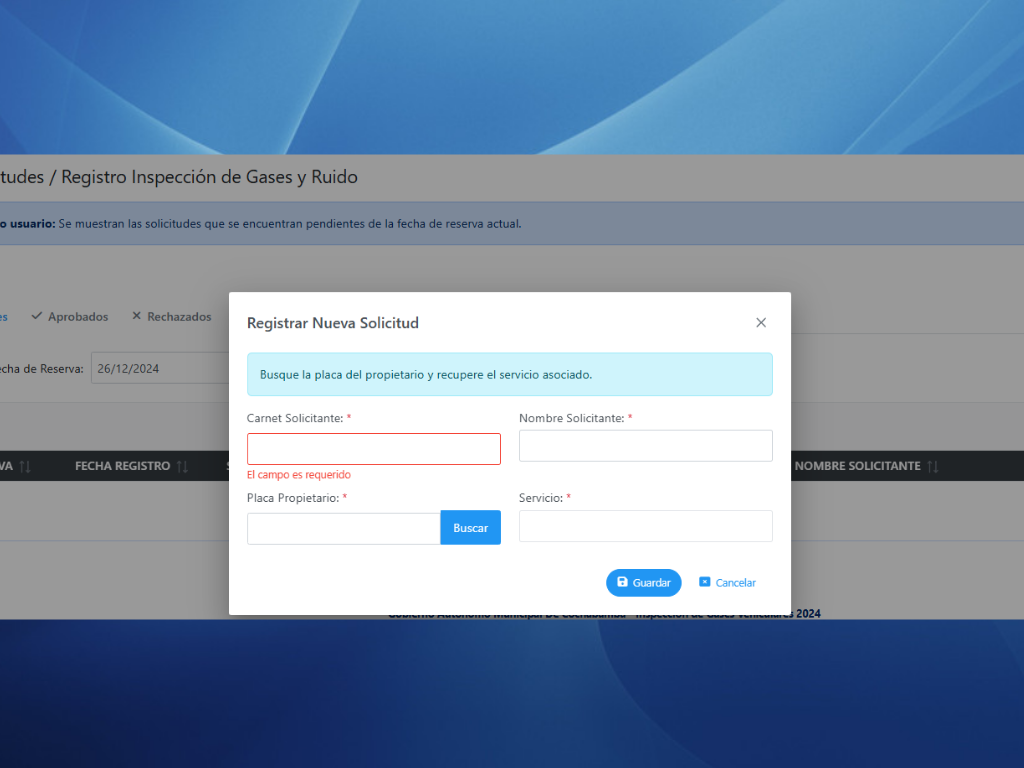 tudes / Registro Inspección de Gases y Ruido
o usuario: Se muestran las solicitudes que se encuentran pendientes de la fecha de reserva actual.
es Aprobados Rechazados
echa de Reserva: 26/12/2024
VA FECHA REGISTRO S NOMBRE SOLICITANTE
Registrar Nueva Solicitud
Busque la placa del propietario y recupere el servicio asociado.
Carnet Solicitante: * Nombre Solicitante: *
El campo es requerido
Placa Propietario: * Servicio: *
Buscar
Guardar Cancelar
Gobierno Autónomo Municipal De Cochabamba - Inspección de Gases Vehiculares 2024